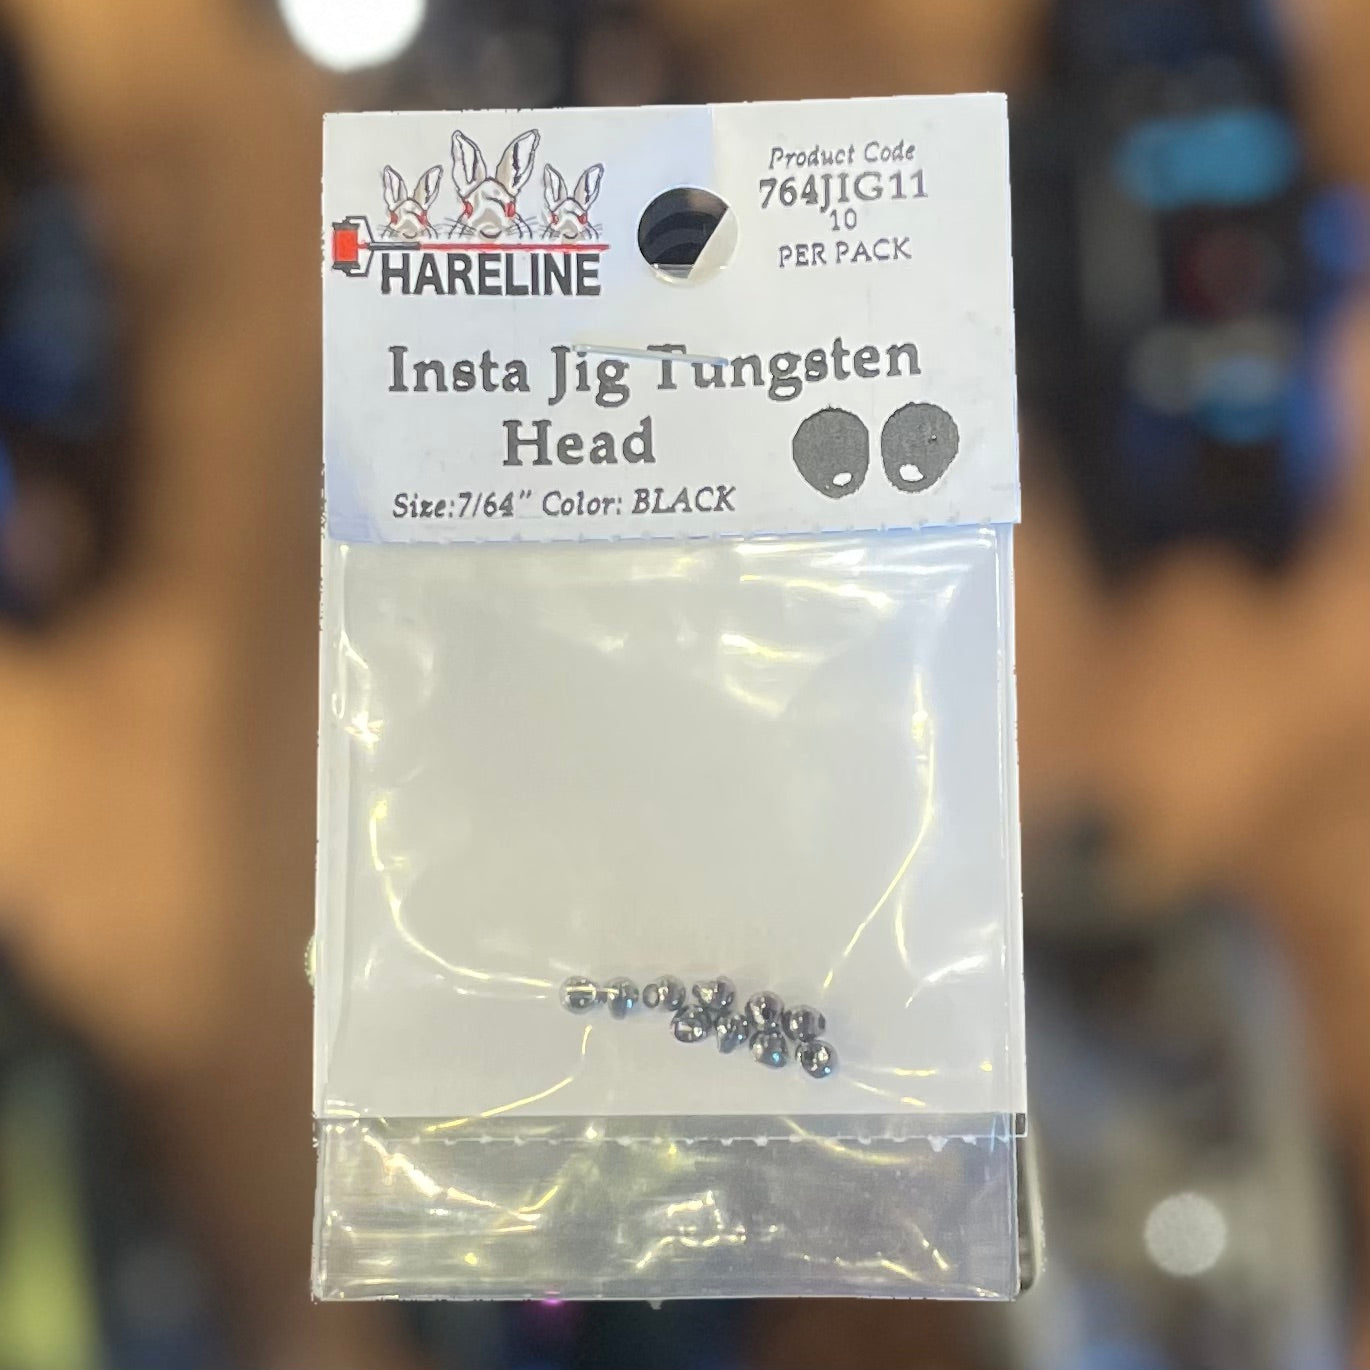 HARELINE
Product Code
764JIG11
10
PER PACK
Insta Jig Tungsten
Head
Size:7/64" Color: BLACK